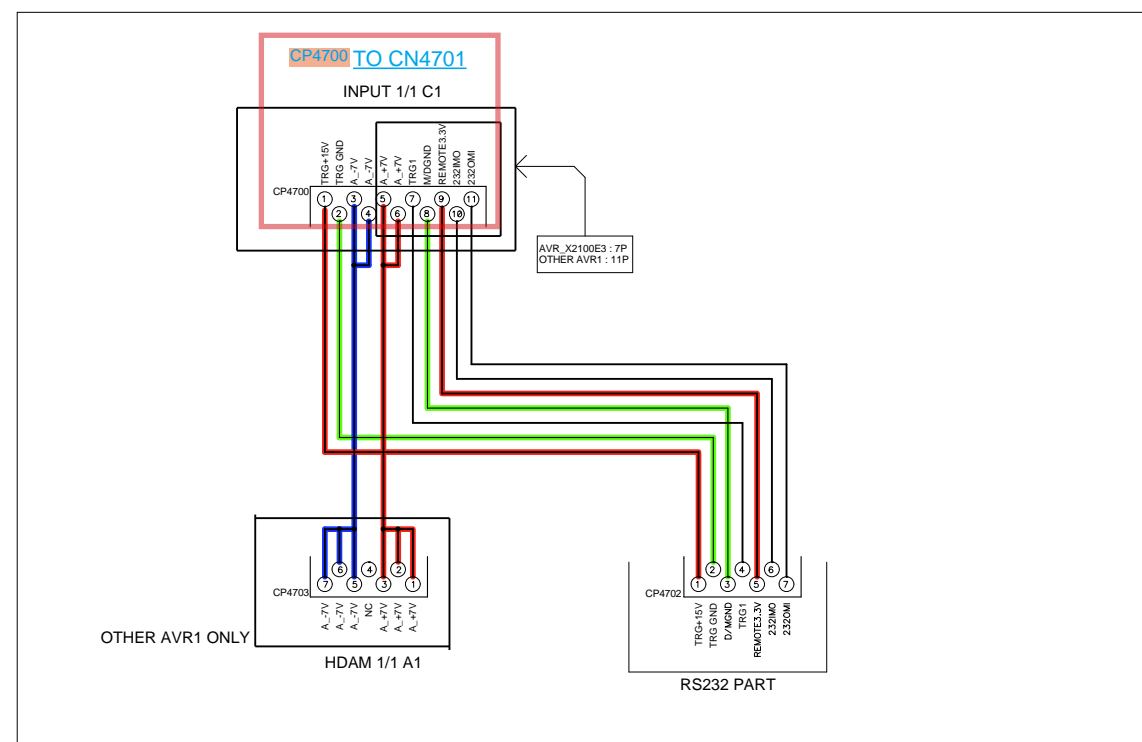 CP4700 TO CN4701
INPUT 1/1 C1
TRG+15V
TRG GND
A_-7V
A_-7V
A_+7V
A_+7V
TRG1
M/DGND
REMOTE3.3V
232IMO
232OMI
CP4700
1
2
3
4
5
6
7
8
9
10
11
AVR_X2100E3 : 7P
OTHER AVR1 : 11P
CP4703
7
6
5
4
3
2
1
A_-7V
A_-7V
A_-7V
NC
A_+7V
A_+7V
A_+7V
OTHER AVR1 ONLY
HDAM 1/1 A1
CP4702
1
2
3
4
5
6
7
TRG+15V
TRG GND
D/MGND
TRG1
REMOTE3.3V
232IMO
232OMI
RS232 PART